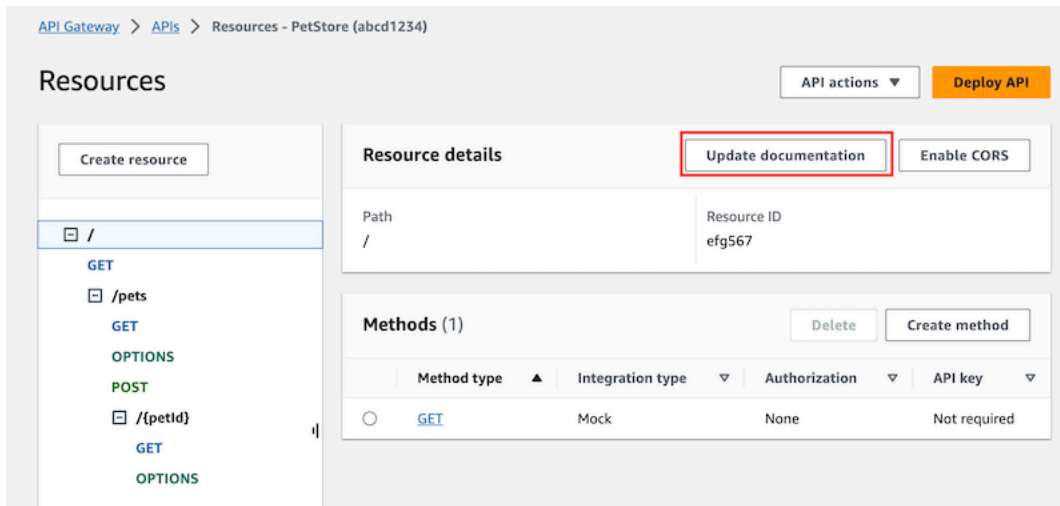 API Gateway > APIs > Resources - PetStore (abcd1234)
Resources
API actions ▼
Deploy API
Create resource
/
GET
/pets
GET
OPTIONS
POST
/{petId}
GET
OPTIONS
Resource details
Update documentation
Enable CORS
Path
/
Resource ID
efg567
Methods (1)
Delete
Create method
Method type ▲ Integration type ▽ Authorization ▽ API key ▽
GET Mock None Not required